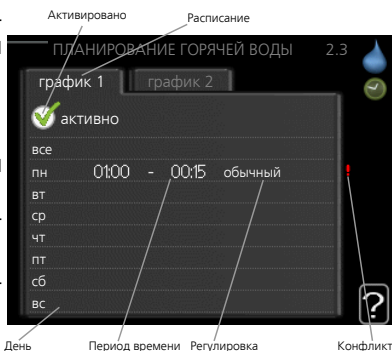 Активировано
Расписание
ПЛАНИРОВАНИЕ ГОРЯЧЕЙ ВОДЫ 2.3
график 1 график 2
активно
все
пн 01:00 - 00:15 обычный !
вт
ср
чт
пт
сб
вс
?
День Период времени Регулировка Конфликт